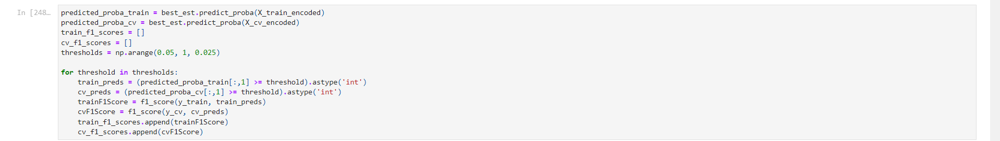 In [248…
predicted_proba_train = best_est.predict_proba(X_train_encoded)
predicted_proba_cv = best_est.predict_proba(X_cv_encoded)
train_f1_scores = []
cv_f1_scores = []
thresholds = np.arange(0.05, 1, 0.025)
for threshold in thresholds:
    train_preds = (predicted_proba_train[:,1] >= threshold).astype('int')
    cv_preds = (predicted_proba_cv[:,1] >= threshold).astype('int')
    trainF1Score = f1_score(y_train, train_preds)
    cvF1Score = f1_score(y_cv, cv_preds)
    train_f1_scores.append(trainF1Score)
    cv_f1_scores.append(cvF1Score)